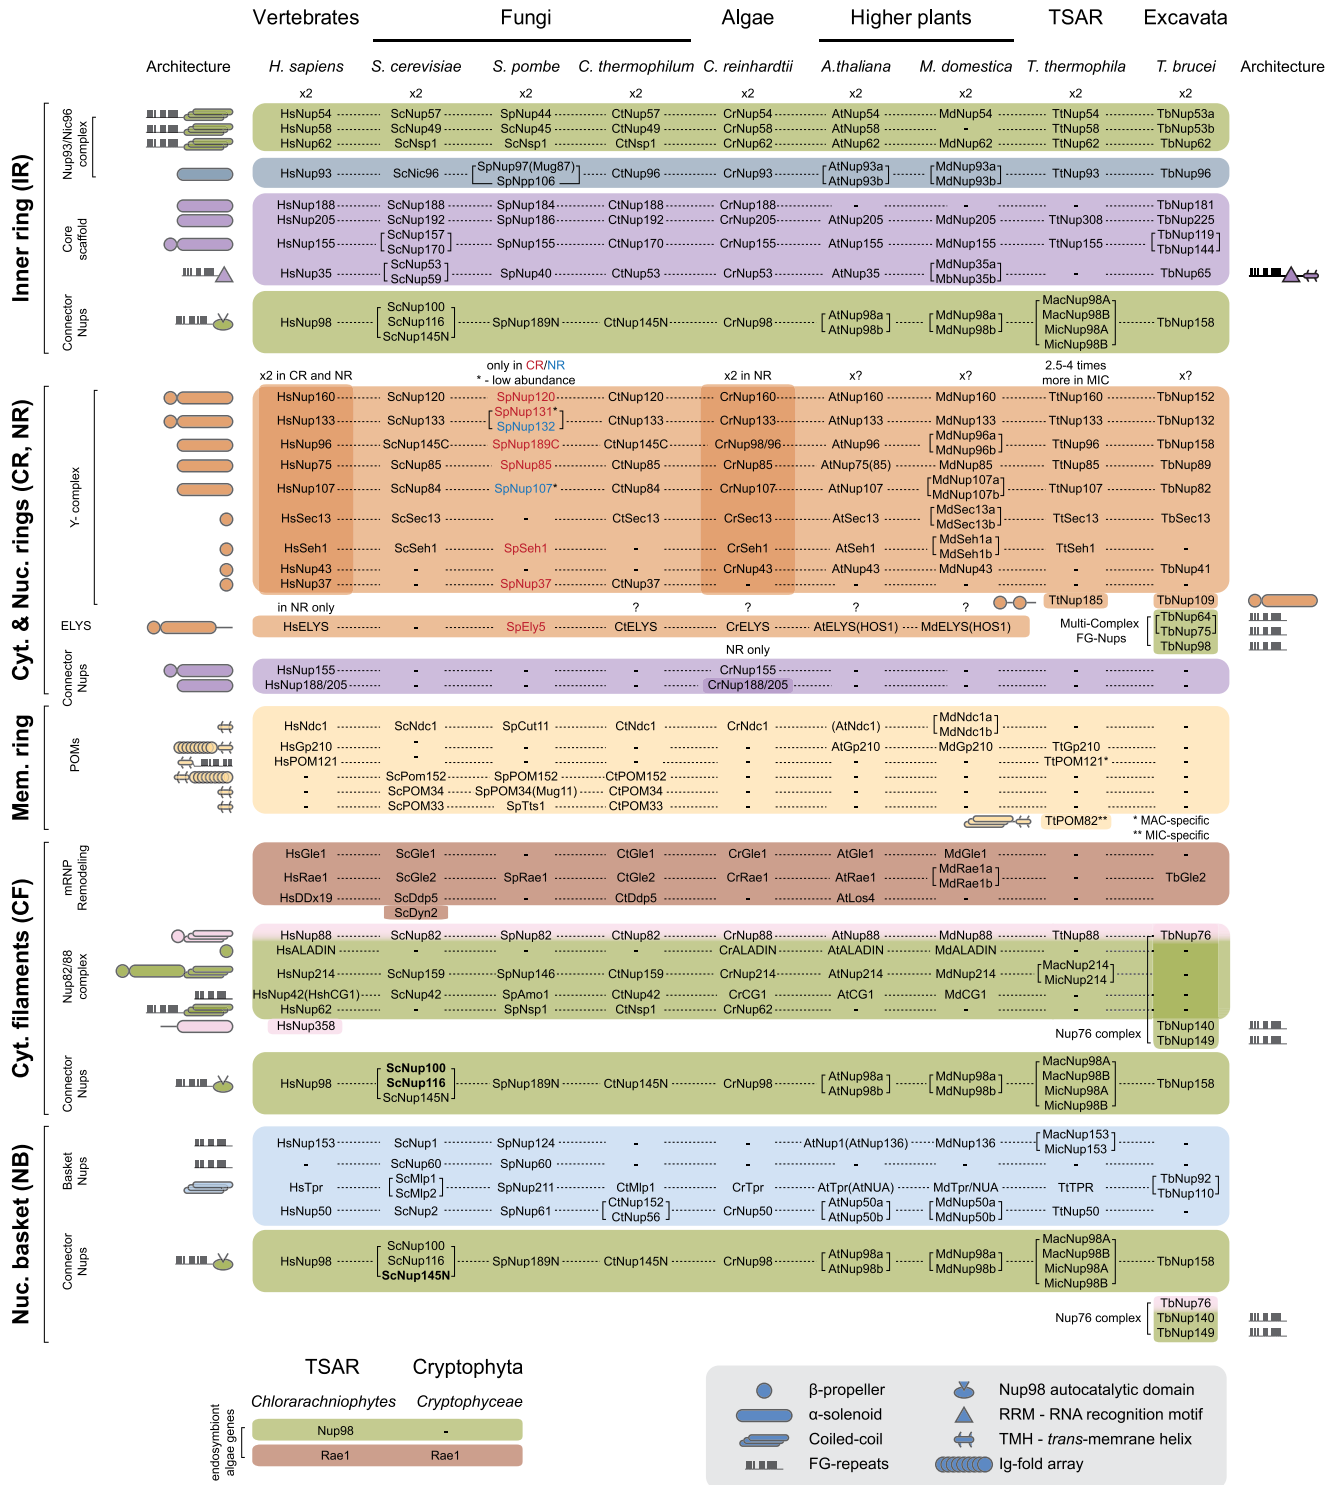 Vertebrates Fungi Algae Higher plants TSAR Excavata
Architecture H. sapiens S. cerevisiae S. pombe C. thermophilum C. reinhardtii A.thaliana M. domestica T. thermophila T. brucei Architecture
x2 x2 x2 x2 x2 x2 x2 x2 x2
Inner ring (IR)
Nup93/Nic96
complex
HsNup54 ScNup57 SpNup44 CtNup57 CrNup54 AtNup54 MdNup54 TtNup54 TbNup53a
HsNup58 ScNup49 SpNup45 CtNup49 CrNup58 AtNup58 - TtNup58 TbNup53b
HsNup62 ScNsp1 ScNsp1 CtNsp1 CrNup62 AtNup62 MdNup62 TtNup62 TbNup62
SpNup97(Mug87) AtNup93a MdNup93a
HsNup93 ScNic96 CtNup96 CrNup93 TtNup93 TbNup96
SpNpp106 AtNup93b MdNup93b
Core
scaffold
HsNup188 ScNup188 SpNup184 CtNup188 CrNup188 - - - TbNup181
HsNup205 ScNup192 SpNup186 CtNup192 CrNup205 AtNup205 MdNup205 TtNup308 TbNup225
ScNup157 TbNup119
HsNup155 SpNup155 CtNup170 CrNup155 AtNup155 MdNup155 TtNup155
ScNup170 TbNup144
ScNup53 MdNup35a
HsNup35 SpNup40 CtNup53 CrNup53 AtNup35 - TbNup65
ScNup59 MbNup35b
Connector
Nups
ScNup100 MacNup98A
AtNup98a MdNup98a MacNup98B
HsNup98 ScNup116 SpNup189N CtNup145N CrNup98 TbNup158
AtNup98b MdNup98b MicNup98A
ScNup145N MicNup98B
Cyt. & Nuc. rings (CR, NR)
only in CR/NR 2.5-4 times
x2 in CR and NR * - low abundance x2 in NR x? x? more in MIC x?
Y- complex
HsNup160 ScNup120 SpNup120 CtNup120 CrNup160 AtNup160 MdNup160 TtNup160 TbNup152
SpNup131*
HsNup133 ScNup133 CtNup133 CrNup133 AtNup133 MdNup133 TtNup133 TbNup132
SpNup132
MdNup96a
HsNup96 ScNup145C SpNup189C CtNup145C CrNup98/96 AtNup96 TtNup96 TbNup158
MdNup96b
HsNup75 ScNup85 SpNup85 CtNup85 CrNup85 AtNup75(85) MdNup85 TtNup85 TbNup89
MdNup107a
HsNup107 ScNup84 SpNup107* CtNup84 CrNup107 AtNup107 TtNup107 TbNup82
MdNup107b
MdSec13a
HsSec13 ScSec13 - CtSec13 CrSec13 AtSec13 TtSec13 TbSec13
MdSec13b
MdSeh1a
HsSeh1 ScSeh1 SpSeh1 - CrSeh1 AtSeh1 TtSeh1 -
MdSeh1b
HsNup43 - - - CrNup43 AtNup43 MdNup43 - TbNup41
HsNup37 - SpNup37 CtNup37 - - - - -
TtNup185 TbNup109
in NR only ? ? ? ?
ELYS
HsELYS - SpEly5 CtELYS CrELYS AtELYS(HOS1) MdELYS(HOS1)
Multi-Complex
FG-Nups
TbNup64
TbNup75
TbNup98
NR only
Connector
Nups
HsNup155 - - - CrNup155 - - - -
HsNup188/205 - - - CrNup188/205 - - - -
Mem. ring
POMs
MdNdc1a
HsNdc1 ScNdc1 SpCut11 CtNdc1 CrNdc1 (AtNdc1) - -
MdNdc1b
HsGp210 - - - - AtGp210 MdGp210 TtGp210 -
HsPOM121 - - - - - - TtPOM121* -
- ScPom152 SpPOM152 CtPOM152 - - - - -
- ScPOM34 SpPOM34(Mug11) CtPOM34 - - - - -
- ScPOM33 SpTts1 CtPOM33 - - - - -
TtPOM82** * MAC-specific
** MIC-specific
Cyt. filaments (CF)
mRNP
Remodeling
HsGle1 ScGle1 - CtGle1 CrGle1 AtGle1 MdGle1 - -
MdRae1a
HsRae1 ScGle2 SpRae1 CtGle2 CrRae1 AtRae1 - TbGle2
MdRae1b
HsDDx19 ScDdp5 - CtDdp5 - AtLos4 - - -
ScDyn2
Nup82/88
complex
HsNup88 ScNup82 SpNup82 CtNup82 CrNup88 AtNup88 MdNup88 TtNup88 TbNup76
HsALADIN - - - CrALADIN AtALADIN MdALADIN - -
MacNup214
HsNup214 ScNup159 SpNup146 CtNup159 CrNup214 AtNup214 MdNup214 -
MicNup214
HsNup42(HshCG1) ScNup42 SpAmo1 CtNup42 CrCG1 AtCG1 MdCG1 - -
HsNup62 - SpNsp1 CtNsp1 CrNup62 - - - -
HsNup358
Nup76 complex
TbNup140
TbNup149
Connector
Nups
ScNup100 MacNup98A
AtNup98a MdNup98a MacNup98B
HsNup98 ScNup116 SpNup189N CtNup145N CrNup98 TbNup158
AtNup98b MdNup98b MicNup98A
ScNup145N MicNup98B
Nuc. basket (NB)
Basket
Nups
MacNup153
HsNup153 ScNup1 SpNup124 - - AtNup1(AtNup136) MdNup136 -
MicNup153
- ScNup60 SpNup60 - - - - - -
ScMlp1 TbNup92
HsTpr SpNup211 CtMlp1 CrTpr AtTpr(AtNUA) MdTpr/NUA TtTPR
ScMlp2 TbNup110
CtNup152 AtNup50a MdNup50a
HsNup50 ScNup2 SpNup61 CrNup50 TtNup50 -
CtNup56 AtNup50b MdNup50b
Connector
Nups
ScNup100 MacNup98A
AtNup98a MdNup98a MacNup98B
HsNup98 ScNup116 SpNup189N CtNup145N CrNup98 TbNup158
AtNup98b MdNup98b MicNup98A
ScNup145N MicNup98B
Nup76 complex
TbNup76
TbNup140
TbNup149
TSAR Cryptophyta
Chlorarachniophytes Cryptophyceae
endosymbiont
algae genes
Nup98 -
Rae1 Rae1
β-propeller Nup98 autocatalytic domain
α-solenoid RRM - RNA recognition motif
Coiled-coil TMH - trans-memrane helix
FG-repeats Ig-fold array